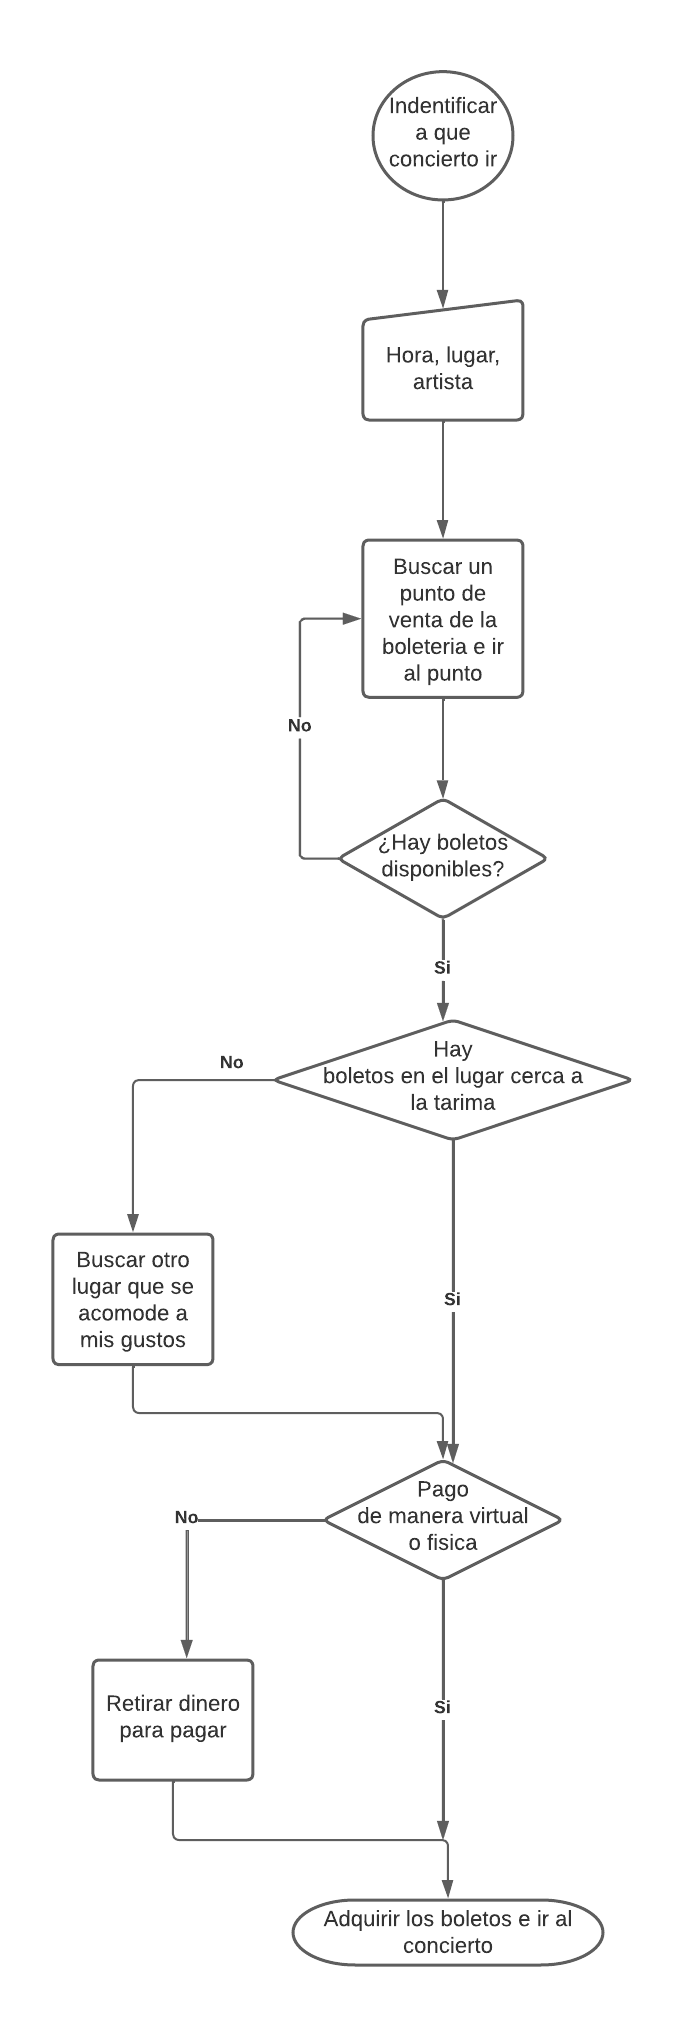 Indentificar
a que
concierto ir
Hora, lugar,
artista
Buscar un
punto de
venta de la
boleteria e ir
al punto
No
¿Hay boletos
disponibles?
Si
Hay
boletos en el lugar cerca a
la tarima
No
Buscar otro
lugar que se
acomode a
mis gustos
Si
Pago
de manera virtual
o fisica
No
Retirar dinero
para pagar
Si
Adquirir los boletos e ir al
concierto